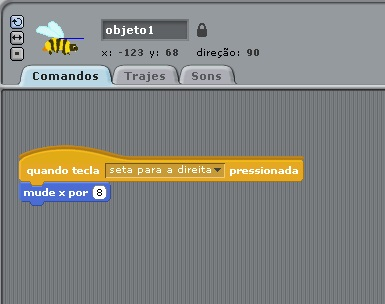 objeto1
x: -123 y: 68 direção: 90
Comandos Trajes Sons
quando tecla seta para a direita pressionada
mude x por 8